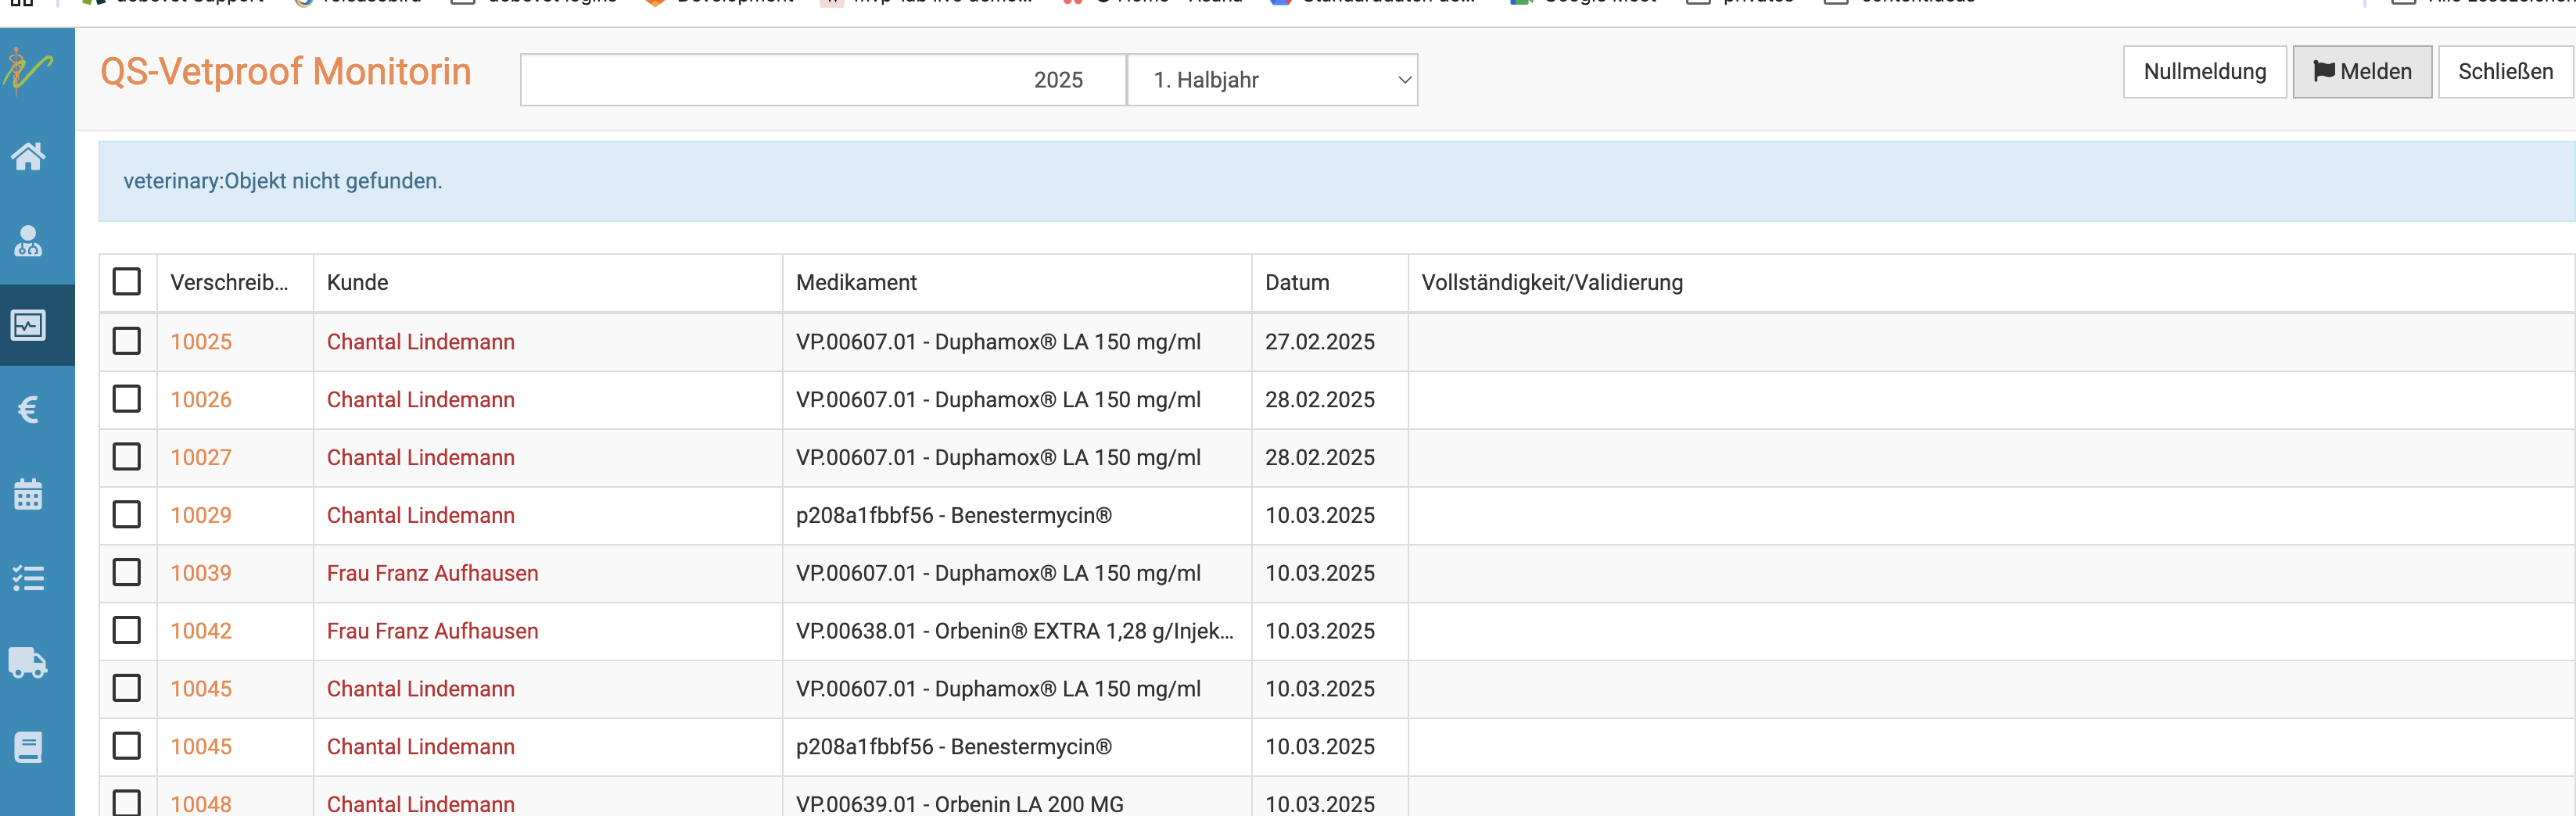 QS-Vetproof Monitorin
2025
1. Halbjahr
Nullmeldung
Melden
Schließen
veterinary:Objekt nicht gefunden.
Verschreib... Kunde Medikament Datum Vollständigkeit/Validierung
10025 Chantal Lindemann VP.00607.01 - Duphamox® LA 150 mg/ml 27.02.2025
10026 Chantal Lindemann VP.00607.01 - Duphamox® LA 150 mg/ml 28.02.2025
10027 Chantal Lindemann VP.00607.01 - Duphamox® LA 150 mg/ml 28.02.2025
10029 Chantal Lindemann p208a1fbbf56 - Benestermycin® 10.03.2025
10039 Frau Franz Aufhausen VP.00607.01 - Duphamox® LA 150 mg/ml 10.03.2025
10042 Frau Franz Aufhausen VP.00638.01 - Orbenin® EXTRA 1,28 g/Injek... 10.03.2025
10045 Chantal Lindemann VP.00607.01 - Duphamox® LA 150 mg/ml 10.03.2025
10045 Chantal Lindemann p208a1fbbf56 - Benestermycin® 10.03.2025
10048 Chantal Lindemann VP.00639.01 - Orbenin LA 200 MG 10.03.2025